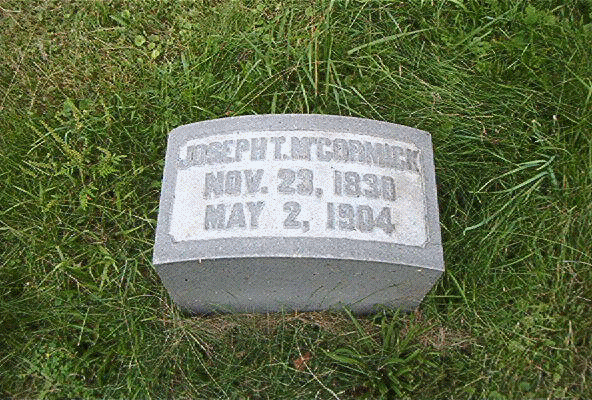 JOSEPH T. McCORMICK
NOV. 23, 1830
MAY 2, 1904